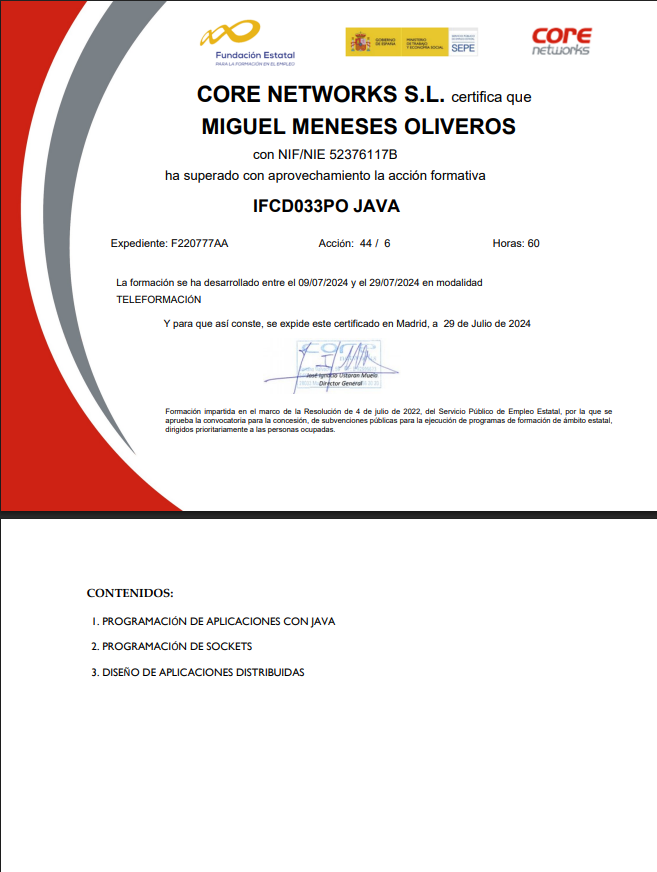 Fundación Estatal
PARA LA FORMACIÓN EN EL EMPLEO
GOBIERNO
DE ESPAÑA
MINISTERIO
DE TRABAJO
Y ECONOMÍA SOCIAL
SEPE
CORE
networks
CORE NETWORKS S.L. certifica que
MIGUEL MENESES OLIVEROS
con NIF/NIE 52376117B
ha superado con aprovechamiento la acción formativa
IFCD033PO JAVA
Expediente: F220777AA Acción: 44 / 6 Horas: 60
La formación se ha desarrollado entre el 09/07/2024 y el 29/07/2024 en modalidad
TELEFORMACIÓN
Y para que así conste, se expide este certificado en Madrid, a 29 de Julio de 2024
José Ignacio Ustaran Muela
Director General
Formación impartida en el marco de la Resolución de 4 de julio de 2022, del Servicio Público de Empleo Estatal, por la que se
aprueba la convocatoria para la concesión, de subvenciones públicas para la ejecución de programas de formación de ámbito estatal,
dirigidos prioritariamente a las personas ocupadas.
CONTENIDOS:
1. PROGRAMACIÓN DE APLICACIONES CON JAVA
2. PROGRAMACIÓN DE SOCKETS
3. DISEÑO DE APLICACIONES DISTRIBUIDAS